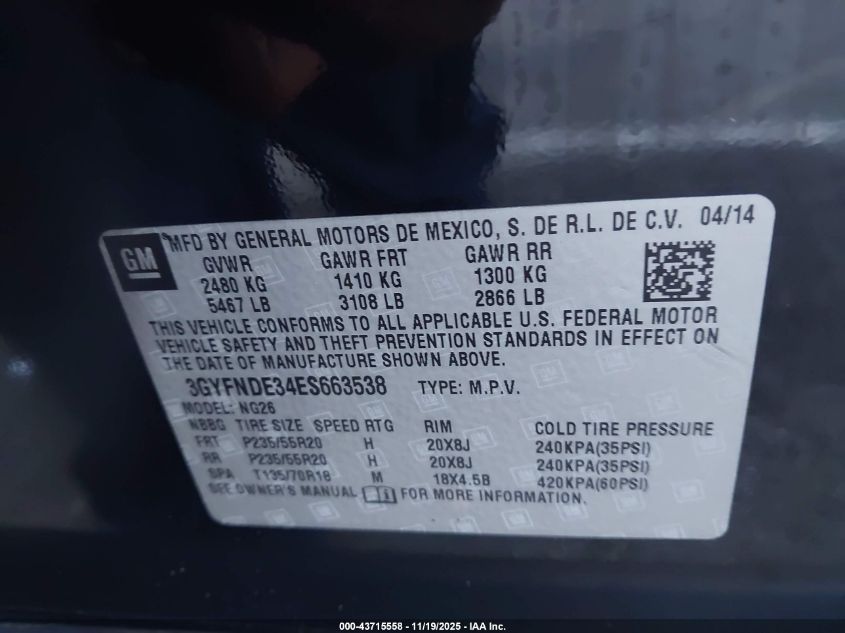 GM
MFD BY GENERAL MOTORS DE MEXICO, S. DE R.L. DE C.V. 04/14
GVWR GAWR FRT GAWR RR
2480 KG 1410 KG 1300 KG
5467 LB 3108 LB 2866 LB
THIS VEHICLE CONFORMS TO ALL APPLICABLE U.S. FEDERAL MOTOR
VEHICLE SAFETY AND THEFT PREVENTION STANDARDS IN EFFECT ON
THE DATE OF MANUFACTURE SHOWN ABOVE.
3GYFNDE34ES663538 TYPE: M.P.V.
MODEL: NG26
NBBG TIRE SIZE SPEED RTG RIM COLD TIRE PRESSURE
FRT P235/55R20 H 20X8J 240KPA(35PSI)
RR P235/55R20 H 20X8J 240KPA(35PSI)
SPA T135/70R18 M 18X4.5B 420KPA(60PSI)
SEE OWNER'S MANUAL FOR MORE INFORMATION.
000-43715558 - 11/19/2025 - IAA Inc.